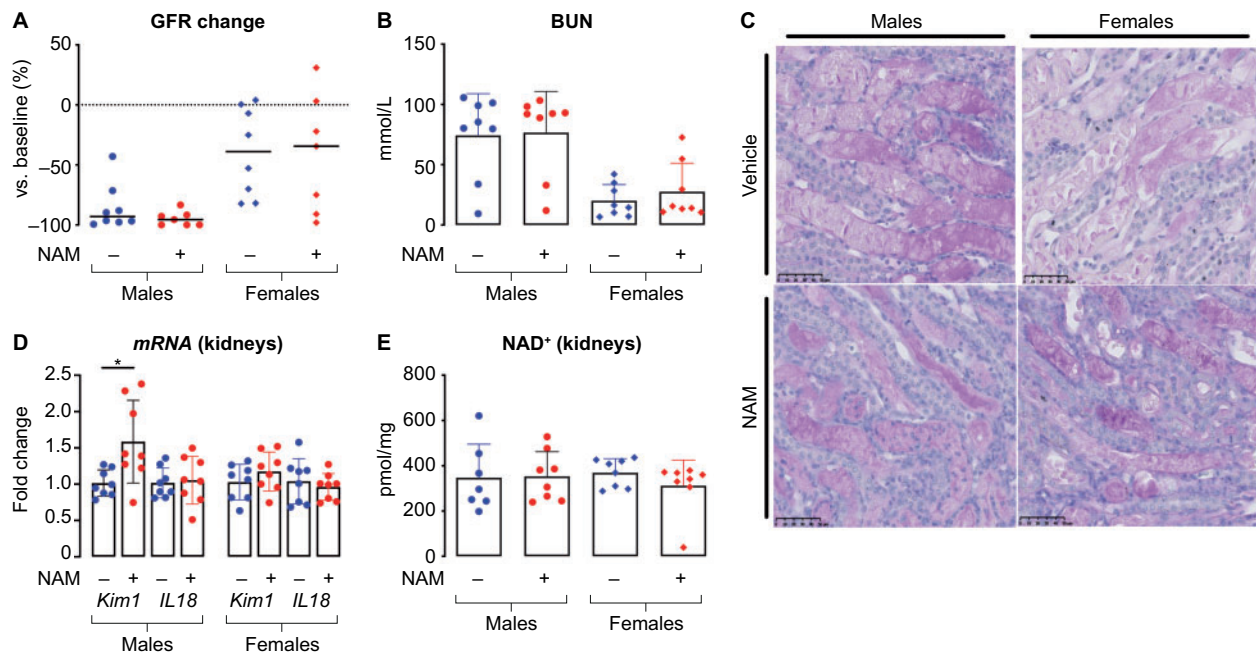 A
GFR change
vs. baseline (%)
50
0
−50
−100
NAM – + – +
Males Females
B
BUN
mmol/L
150
100
50
0
NAM – + – +
Males Females
C
Males Females
Vehicle
NAM
D
mRNA (kidneys)
Fold change
2.5
2.0
1.5
1.0
0.5
0
*
NAM – + – + – + – +
Kim1 IL18 Kim1 IL18
Males Females
E
NAD⁺ (kidneys)
pmol/mg
800
600
400
200
0
NAM – + – +
Males Females